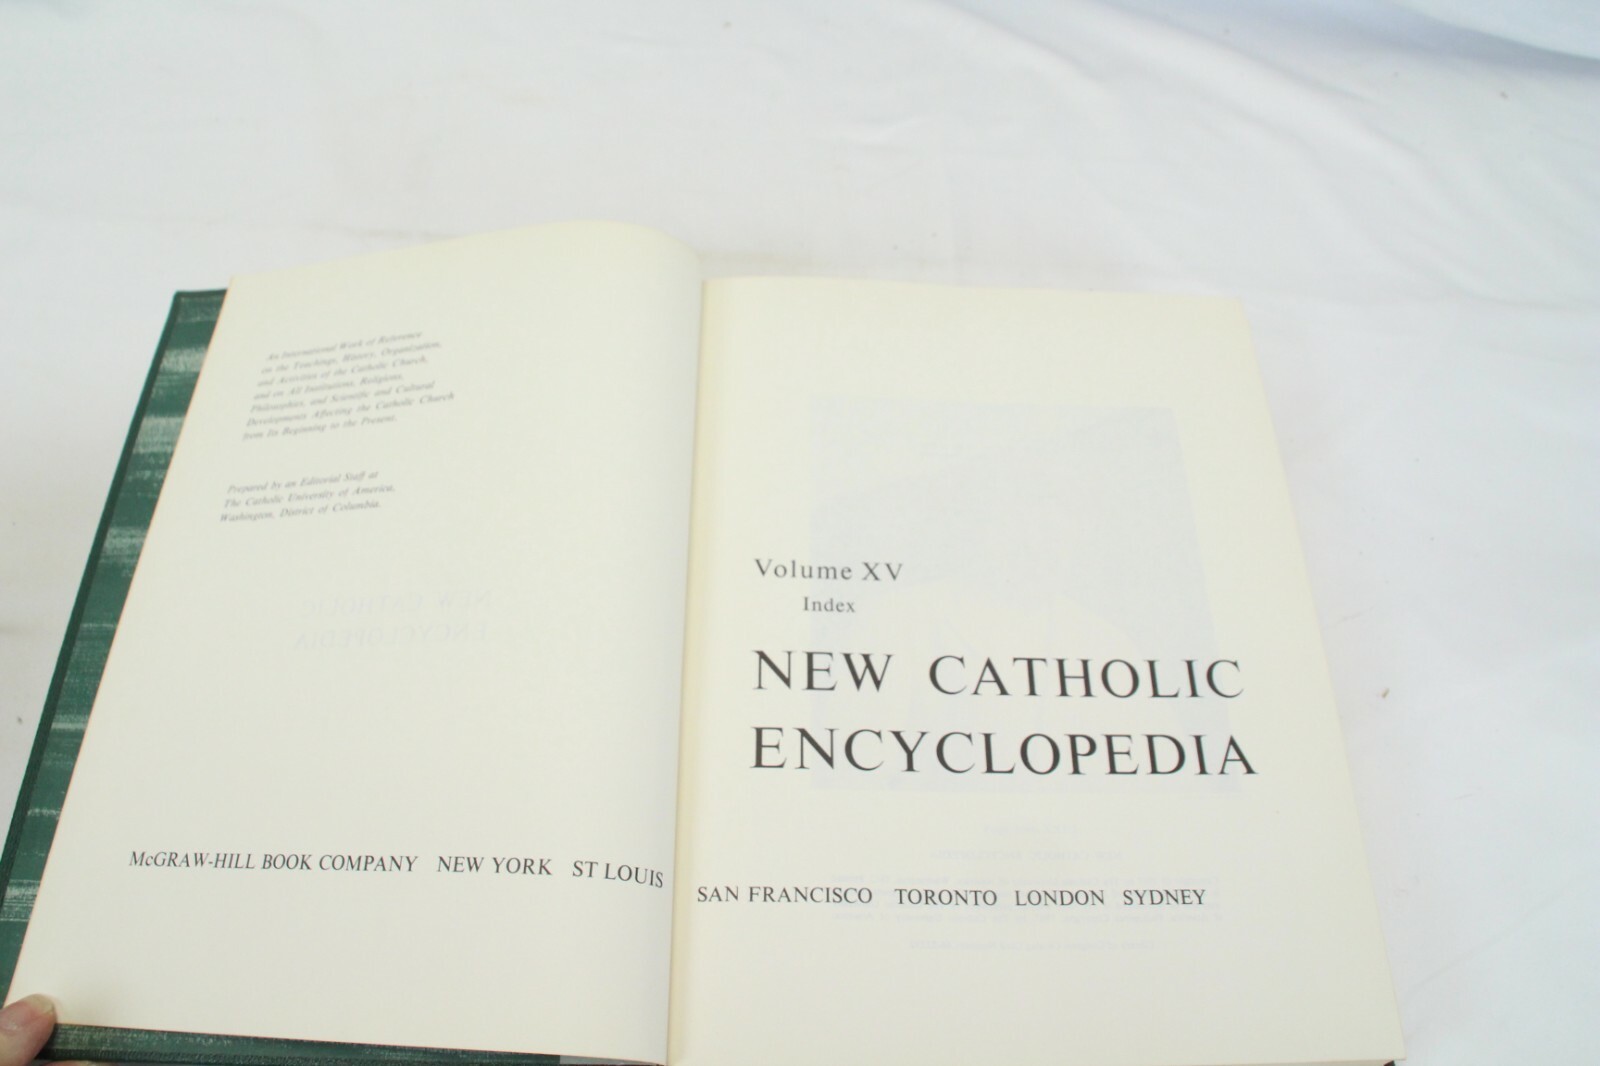 An International Work of Reference
on the Teachings, History, Organization,
and Activities of the Catholic Church,
and on All Institutions, Religions,
Philosophies, and Scientific and Cultural
Developments Affecting the Catholic Church
from Its Beginning to the Present.
Prepared by an Editorial Staff at
The Catholic University of America,
Washington, District of Columbia.
McGRAW-HILL BOOK COMPANY NEW YORK ST LOUIS
Volume XV
Index
NEW CATHOLIC
ENCYCLOPEDIA
SAN FRANCISCO TORONTO LONDON SYDNEY